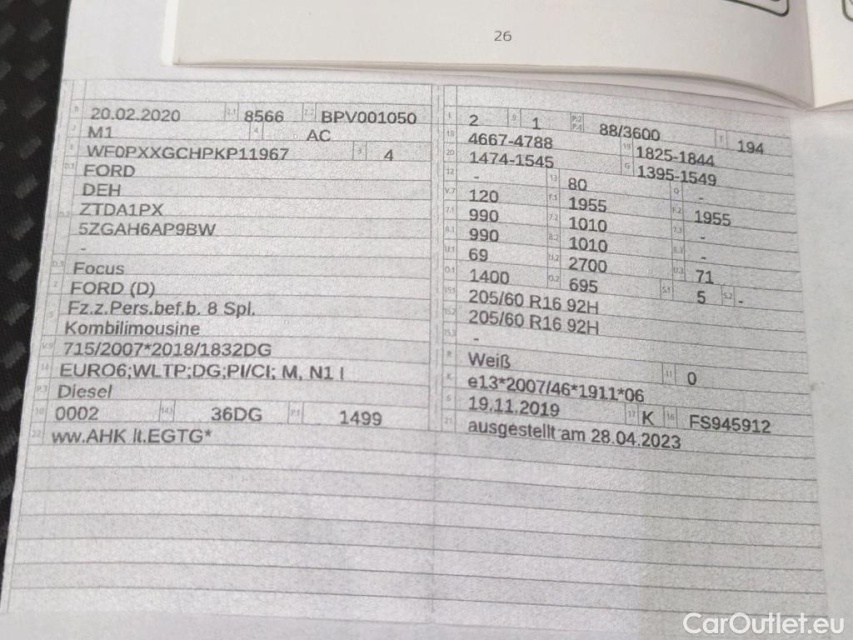 26
20.02.2020 8566 BPV001050
M1 AC
WF0PXXGCHPKP11967 4
FORD
DEH
ZTDA1PX
5ZGAH6AP9BW
-
Focus
FORD (D)
Fz.z.Pers.bef.b. 8 Spl.
Kombilimousine
715/2007*2018/1832DG
EURO6;WLTP;DG;PI/CI; M, N1 I
Diesel
0002 36DG 1499
ww.AHK lt.EGTG*
2 1 88/3600 194
4667-4788 1825-1844
1474-1545 1395-1549
- 80 -
120 1955 1955
990 1010 -
990 1010 -
69 2700 71
1400 695 5 -
205/60 R16 92H
205/60 R16 92H
-
Weiß 0
e13*2007/46*1911*06
19.11.2019 K FS945912
ausgestellt am 28.04.2023
CarOutlet.eu